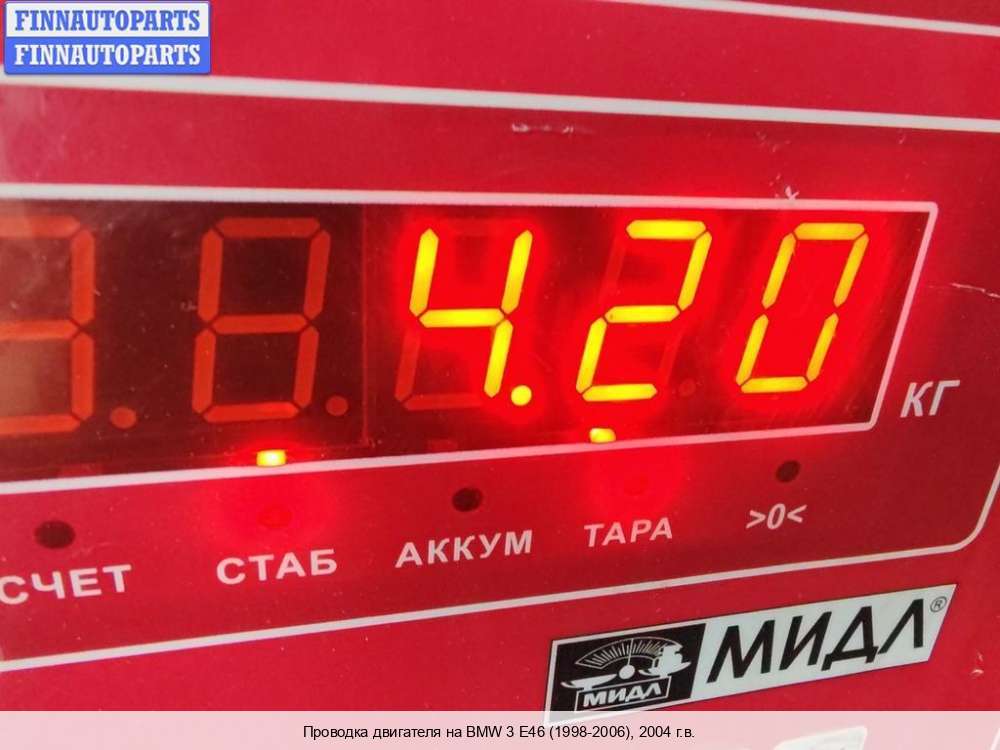 FINNAUTOPARTS
FINNAUTOPARTS
4.20
КГ
СЧЕТ СТАБ АККУМ ТАРА >0<
МИДЛ МИДЛ®
Проводка двигателя на BMW 3 E46 (1998-2006), 2004 г.в.